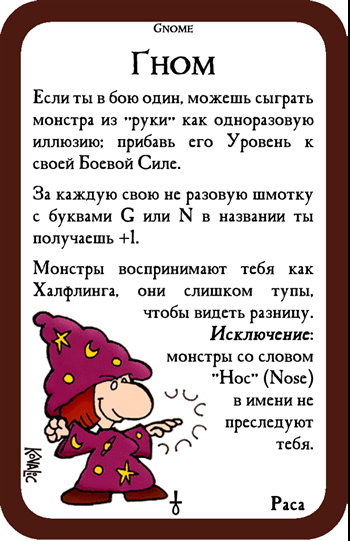 Gnome
Гном
Если ты в бою один, можешь сыграть
монстра из "руки" как одноразовую
иллюзию; прибавь его Уровень к
своей Боевой Силе.
За каждую свою не разовую шмотку
с буквами G или N в названии ты
получаешь +1.
Монстры воспринимают тебя как
Халфлинга, они слишком тупы,
чтобы видеть разницу.
Исключение:
монстры со словом
"Нос" (Nose)
в имени не
преследуют
тебя.
Kovalic
Раса